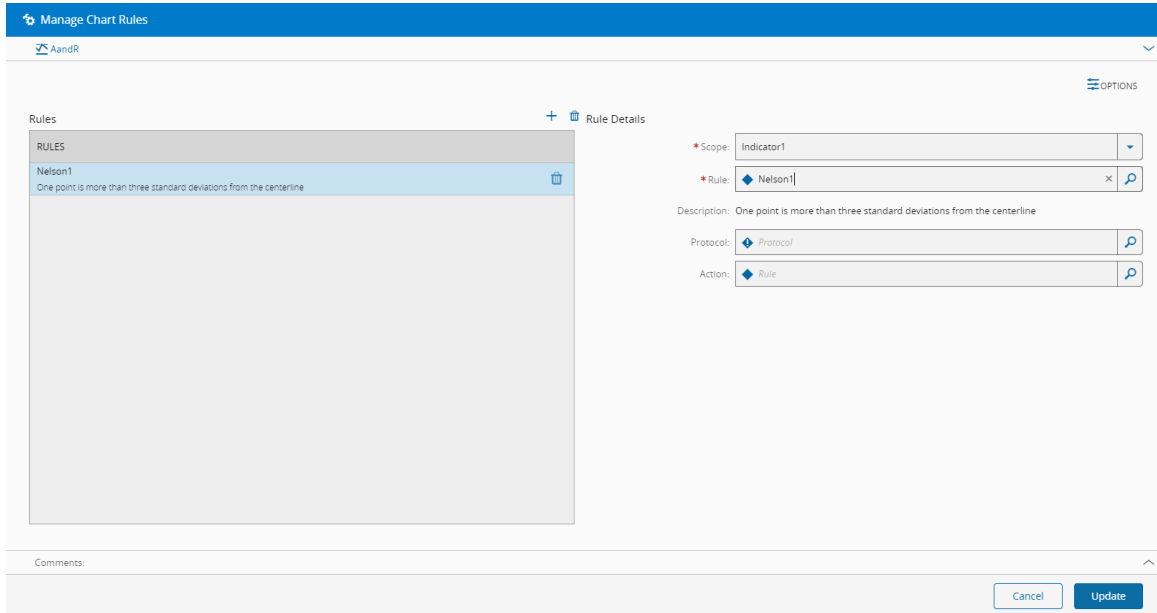 Manage Chart Rules
AandR
OPTIONS
Rules
RULES
Nelson1
One point is more than three standard deviations from the centerline
Rule Details
* Scope: Indicator1
* Rule: Nelson1
Description: One point is more than three standard deviations from the centerline
Protocol: Protocol
Action: Rule
Comments:
Cancel Update